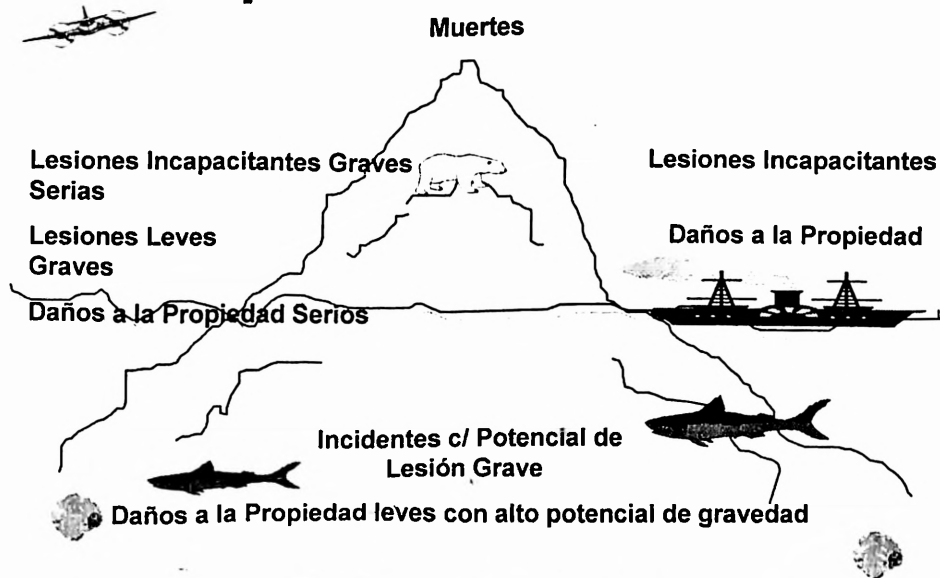 Muertes
Lesiones Incapacitantes Graves
Serias
Lesiones Incapacitantes
Lesiones Leves
Graves
Daños a la Propiedad
Daños a la Propiedad Serios
Incidentes c/ Potencial de
Lesión Grave
Daños a la Propiedad leves con alto potencial de gravedad